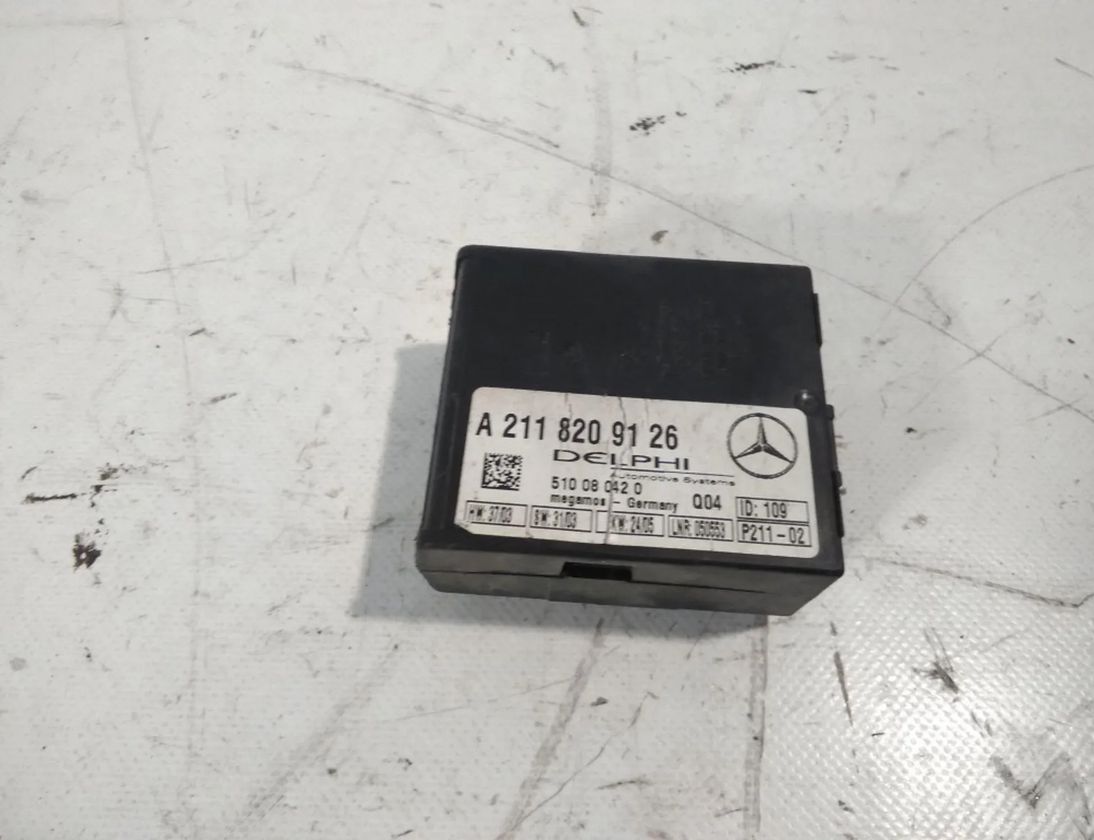 A 211 820 91 26
DELPHI
Automotive Systems
510 08 042 0
megamos - Germany Q04 ID: 109
HW: 37/03 SW: 31/03 KW: 24/05 LNR: 050553 P211-02